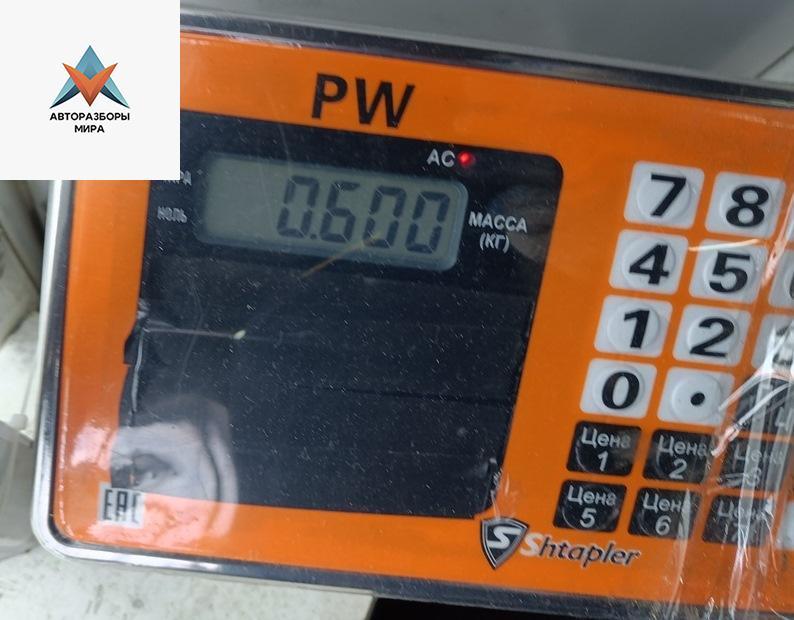 АВТОРАЗБОРЫ
МИРА
PW
AC
НОЛЬ
0.600
МАССА
(КГ)
7 8
4 5
1 2
0 .
Цена
1
Цена
2
Цена
5
Цена
6
EAC
Shtapler